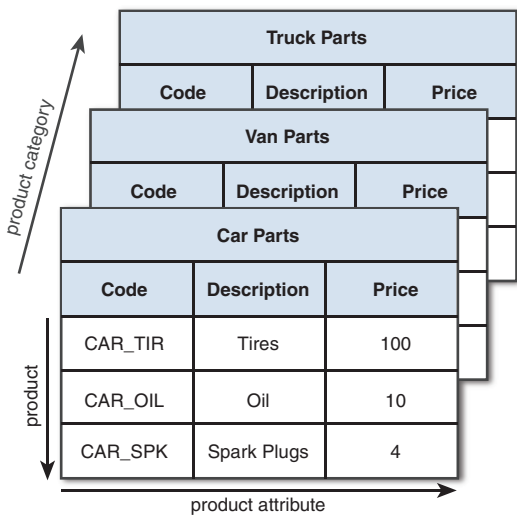 Truck Parts
Code Description Price
Van Parts
Code Description Price
Car Parts
Code Description Price
CAR_TIR Tires 100
CAR_OIL Oil 10
CAR_SPK Spark Plugs 4
product category
product
product attribute